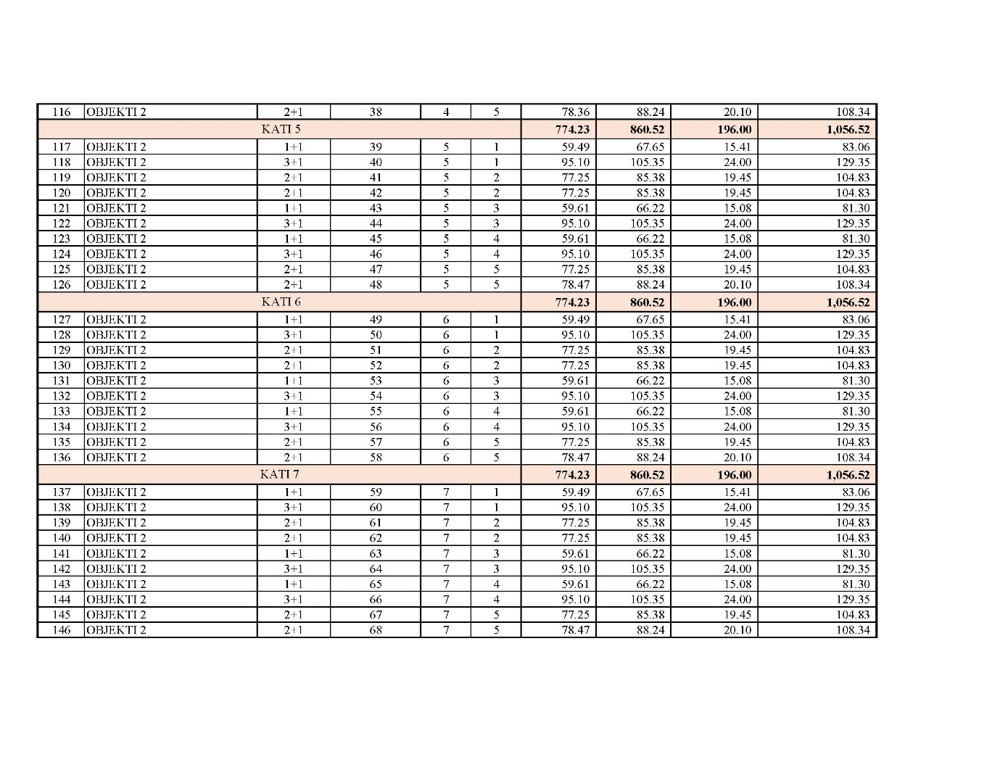 116 OBJEKTI 2 2+1 38 4 5 78.36 88.24 20.10 108.34
KATI 5 774.23 860.52 196.00 1,056.52
117 OBJEKTI 2 1+1 39 5 1 59.49 67.65 15.41 83.06
118 OBJEKTI 2 3+1 40 5 1 95.10 105.35 24.00 129.35
119 OBJEKTI 2 2+1 41 5 2 77.25 85.38 19.45 104.83
120 OBJEKTI 2 2+1 42 5 2 77.25 85.38 19.45 104.83
121 OBJEKTI 2 1+1 43 5 3 59.61 66.22 15.08 81.30
122 OBJEKTI 2 3+1 44 5 3 95.10 105.35 24.00 129.35
123 OBJEKTI 2 1+1 45 5 4 59.61 66.22 15.08 81.30
124 OBJEKTI 2 3+1 46 5 4 95.10 105.35 24.00 129.35
125 OBJEKTI 2 2+1 47 5 5 77.25 85.38 19.45 104.83
126 OBJEKTI 2 2+1 48 5 5 78.47 88.24 20.10 108.34
KATI 6 774.23 860.52 196.00 1,056.52
127 OBJEKTI 2 1+1 49 6 1 59.49 67.65 15.41 83.06
128 OBJEKTI 2 3+1 50 6 1 95.10 105.35 24.00 129.35
129 OBJEKTI 2 2+1 51 6 2 77.25 85.38 19.45 104.83
130 OBJEKTI 2 2+1 52 6 2 77.25 85.38 19.45 104.83
131 OBJEKTI 2 1+1 53 6 3 59.61 66.22 15.08 81.30
132 OBJEKTI 2 3+1 54 6 3 95.10 105.35 24.00 129.35
133 OBJEKTI 2 1+1 55 6 4 59.61 66.22 15.08 81.30
134 OBJEKTI 2 3+1 56 6 4 95.10 105.35 24.00 129.35
135 OBJEKTI 2 2+1 57 6 5 77.25 85.38 19.45 104.83
136 OBJEKTI 2 2+1 58 6 5 78.47 88.24 20.10 108.34
KATI 7 774.23 860.52 196.00 1,056.52
137 OBJEKTI 2 1+1 59 7 1 59.49 67.65 15.41 83.06
138 OBJEKTI 2 3+1 60 7 1 95.10 105.35 24.00 129.35
139 OBJEKTI 2 2+1 61 7 2 77.25 85.38 19.45 104.83
140 OBJEKTI 2 2+1 62 7 2 77.25 85.38 19.45 104.83
141 OBJEKTI 2 1+1 63 7 3 59.61 66.22 15.08 81.30
142 OBJEKTI 2 3+1 64 7 3 95.10 105.35 24.00 129.35
143 OBJEKTI 2 1+1 65 7 4 59.61 66.22 15.08 81.30
144 OBJEKTI 2 3+1 66 7 4 95.10 105.35 24.00 129.35
145 OBJEKTI 2 2+1 67 7 5 77.25 85.38 19.45 104.83
146 OBJEKTI 2 2+1 68 7 5 78.47 88.24 20.10 108.34